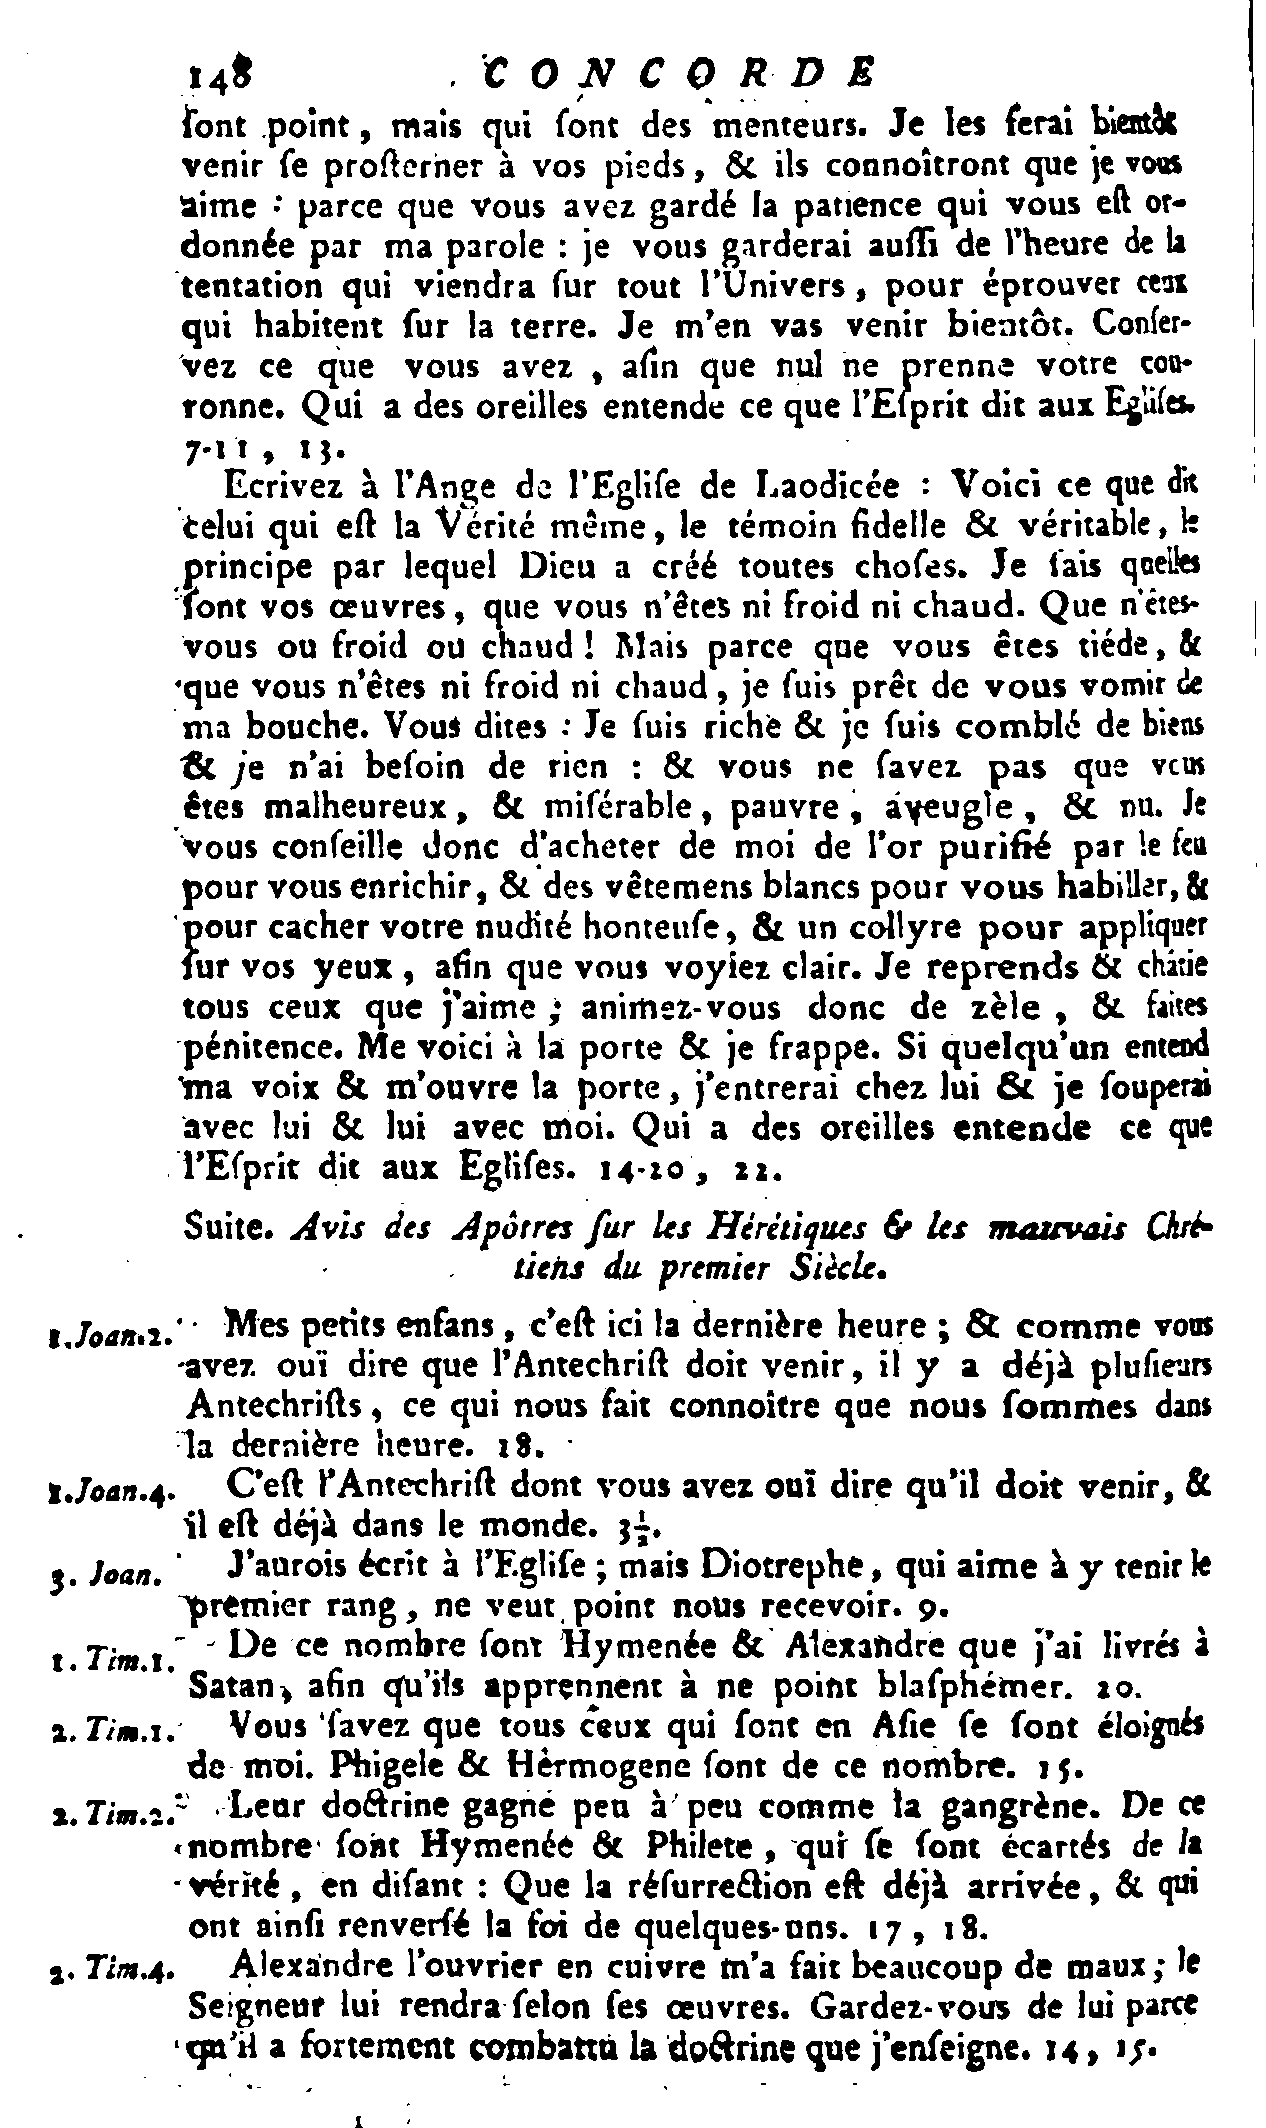 148 CONCORDE
ſont point, mais qui ſont des menteurs. Je les ferai bientôt
venir ſe proſterner à vos pieds, & ils connoîtront que je vous
aime : parce que vous avez gardé la patience qui vous eſt or-
donnée par ma parole : je vous garderai auſſi de l'heure de la
tentation qui viendra ſur tout l'Univers, pour éprouver ceux
qui habitent ſur la terre. Je m'en vas venir bientôt. Conſer-
vez ce que vous avez, afin que nul ne prenne votre cou-
ronne. Qui a des oreilles entende ce que l'Eſprit dit aux Egliſes.
7-11, 13.
Ecrivez à l'Ange de l'Egliſe de Laodicée : Voici ce que dit
celui qui eſt la Vérité même, le témoin fidelle & véritable, le
principe par lequel Dieu a créé toutes choſes. Je ſais quelles
ſont vos œuvres, que vous n'êtes ni froid ni chaud. Que n'êtes-
vous ou froid ou chaud ! Mais parce que vous êtes tiéde, &
que vous n'êtes ni froid ni chaud, je ſuis prêt de vous vomir de
ma bouche. Vous dites : Je ſuis riche & je ſuis comblé de biens
& je n'ai beſoin de rien : & vous ne ſavez pas que vous
êtes malheureux, & miſérable, pauvre, aveugle, & nu. Je
vous conſeille donc d'acheter de moi de l'or purifié par le feu
pour vous enrichir, & des vêtemens blancs pour vous habiller, &
pour cacher votre nudité honteuſe, & un collyre pour appliquer
ſur vos yeux, afin que vous voyiez clair. Je reprends & châtie
tous ceux que j'aime ; animez-vous donc de zèle, & faites
pénitence. Me voici à la porte & je frappe. Si quelqu'un entend
ma voix & m'ouvre la porte, j'entrerai chez lui & je ſouperai
avec lui & lui avec moi. Qui a des oreilles entende ce que
l'Eſprit dit aux Egliſes. 14-20, 22.
Suite. Avis des Apôtres ſur les Hérétiques & les mauvais Chré-
tiens du premier Siècle.
1. Joan. 2. Mes petits enfans, c'eſt ici la dernière heure ; & comme vous
avez ouï dire que l'Antechriſt doit venir, il y a déjà pluſieurs
Antechriſts, ce qui nous fait connoître que nous ſommes dans
la dernière heure. 18.
1. Joan. 4. C'eſt l'Antechriſt dont vous avez ouï dire qu'il doit venir, &
il eſt déjà dans le monde. 3½.
3. Joan. J'aurois écrit à l'Egliſe ; mais Diotrephe, qui aime à y tenir le
premier rang, ne veut point nous recevoir. 9.
1. Tim. 1. De ce nombre ſont Hymenée & Alexandre que j'ai livrés à
Satan, afin qu'ils apprennent à ne point blaſphémer. 20.
2. Tim. 1. Vous ſavez que tous ceux qui ſont en Aſie ſe ſont éloignés
de moi. Phigele & Hèrmogene ſont de ce nombre. 15.
2. Tim. 2. Leur doctrine gagne peu à peu comme la gangrène. De ce
nombre ſont Hymenée & Philete, qui ſe ſont écartés de la
vérité, en diſant : Que la réſurrection eſt déjà arrivée, & qui
ont ainſi renverſé la foi de quelques-uns. 17, 18.
2. Tim. 4. Alexandre l'ouvrier en cuivre m'a fait beaucoup de maux ; le
Seigneur lui rendra ſelon ſes œuvres. Gardez-vous de lui parce
qu'il a fortement combattu la doctrine que j'enſeigne. 14, 15.